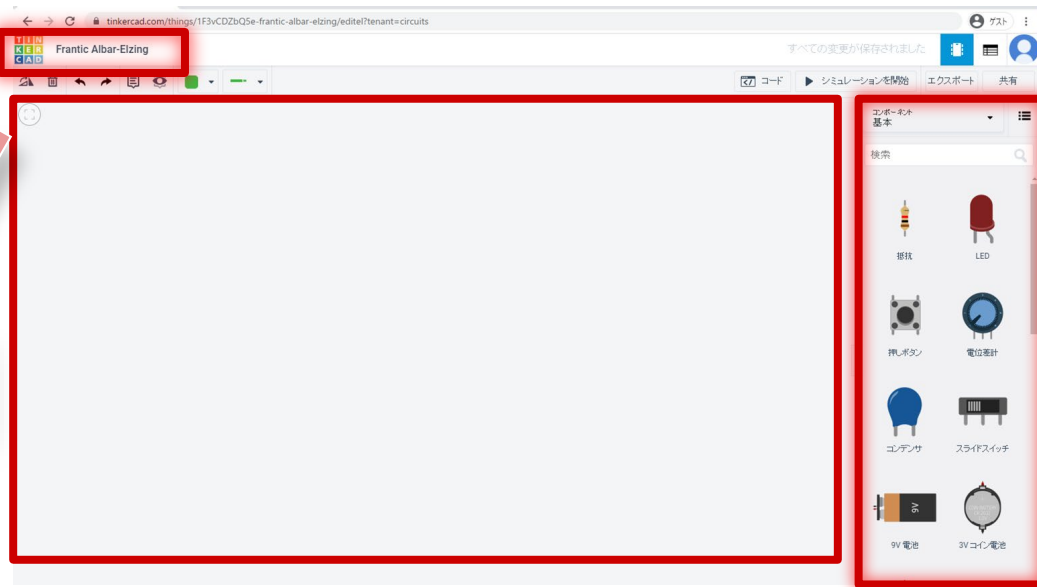 tinkercad.com/things/1F3vCDZbQ5e-frantic-albar-elzing/editel?tenant=circuits
ゲスト
TIN
KER
CAD
Frantic Albar-Elzing
すべての変更が保存されました
コード
シミュレーションを開始
エクスポート
共有
コンポーネント
基本
検索
抵抗
LED
押しボタン
電位差計
コンデンサ
スライドスイッチ
9V
9V 電池
3V コイン電池